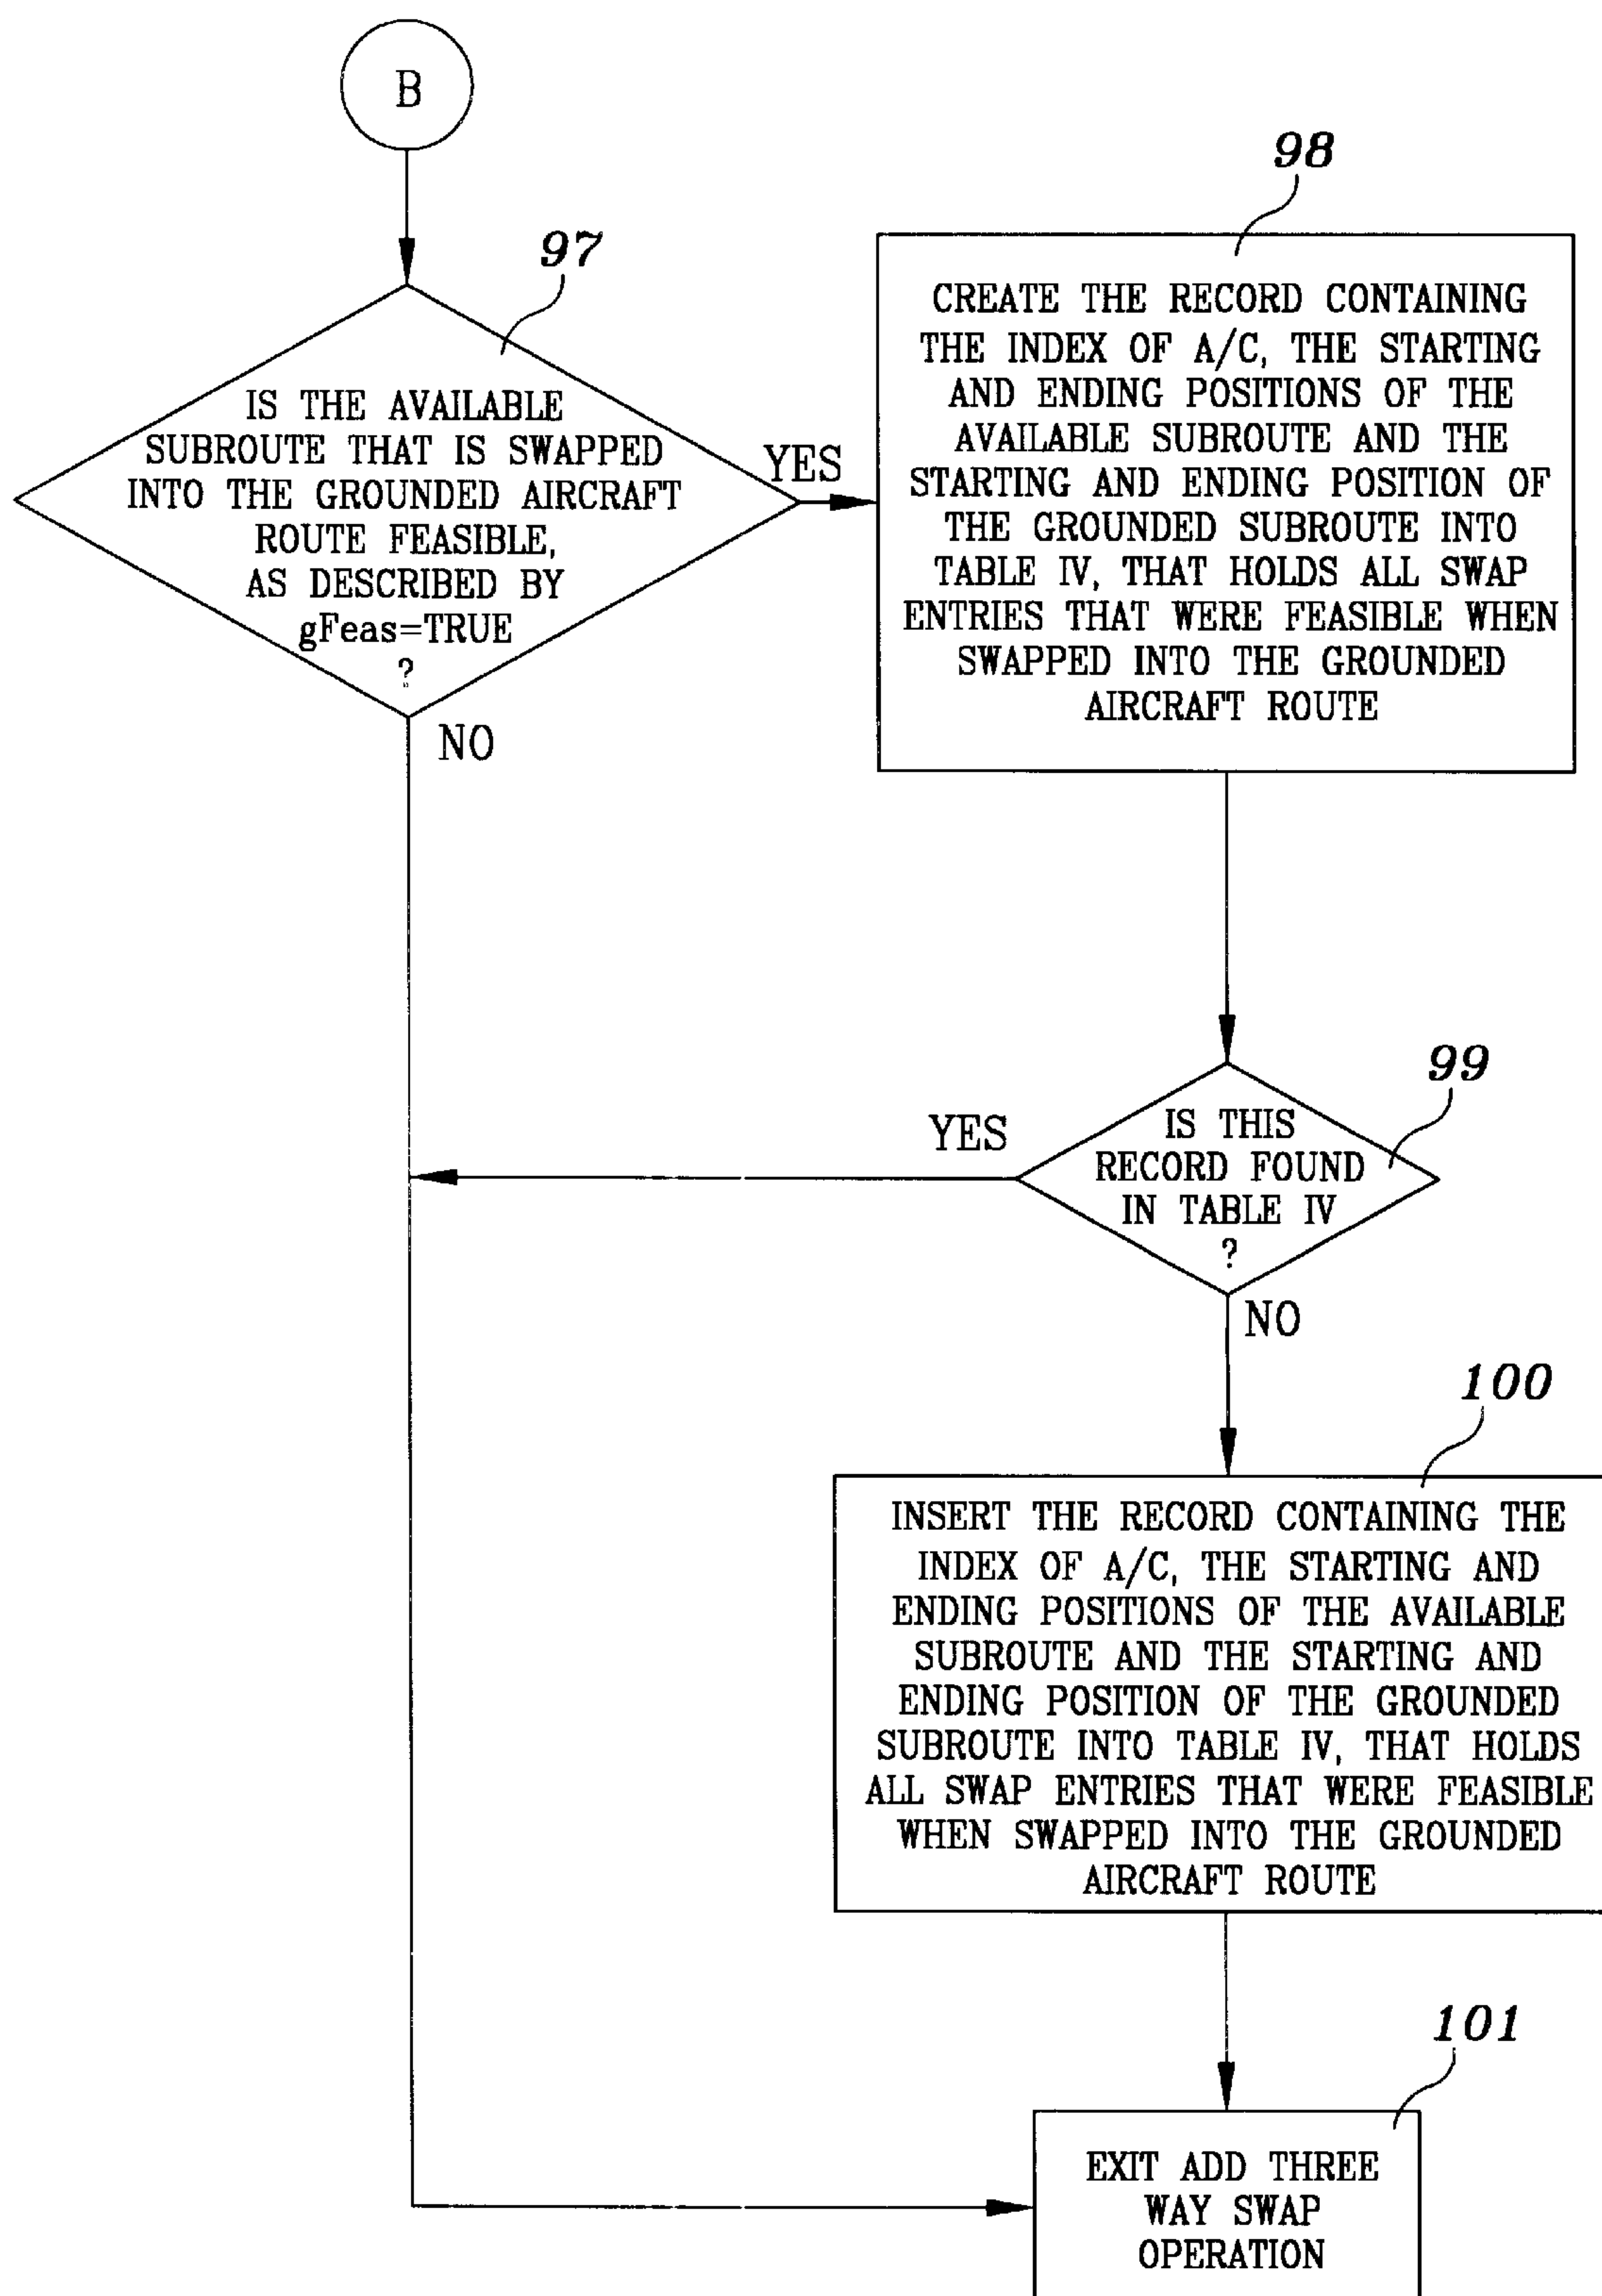 B
97
IS THE AVAILABLE
SUBROUTE THAT IS SWAPPED
INTO THE GROUNDED AIRCRAFT
ROUTE FEASIBLE,
AS DESCRIBED BY
gFeas=TRUE
?
YES
NO
98
CREATE THE RECORD CONTAINING
THE INDEX OF A/C, THE STARTING
AND ENDING POSITIONS OF THE
AVAILABLE SUBROUTE AND THE
STARTING AND ENDING POSITION OF
THE GROUNDED SUBROUTE INTO
TABLE IV, THAT HOLDS ALL SWAP
ENTRIES THAT WERE FEASIBLE WHEN
SWAPPED INTO THE GROUNDED
AIRCRAFT ROUTE
99
IS THIS
RECORD FOUND
IN TABLE IV
?
YES
NO
100
INSERT THE RECORD CONTAINING THE
INDEX OF A/C, THE STARTING AND
ENDING POSITIONS OF THE AVAILABLE
SUBROUTE AND THE STARTING AND
ENDING POSITION OF THE GROUNDED
SUBROUTE INTO TABLE IV, THAT HOLDS
ALL SWAP ENTRIES THAT WERE FEASIBLE
WHEN SWAPPED INTO THE GROUNDED
AIRCRAFT ROUTE
101
EXIT ADD THREE
WAY SWAP
OPERATION